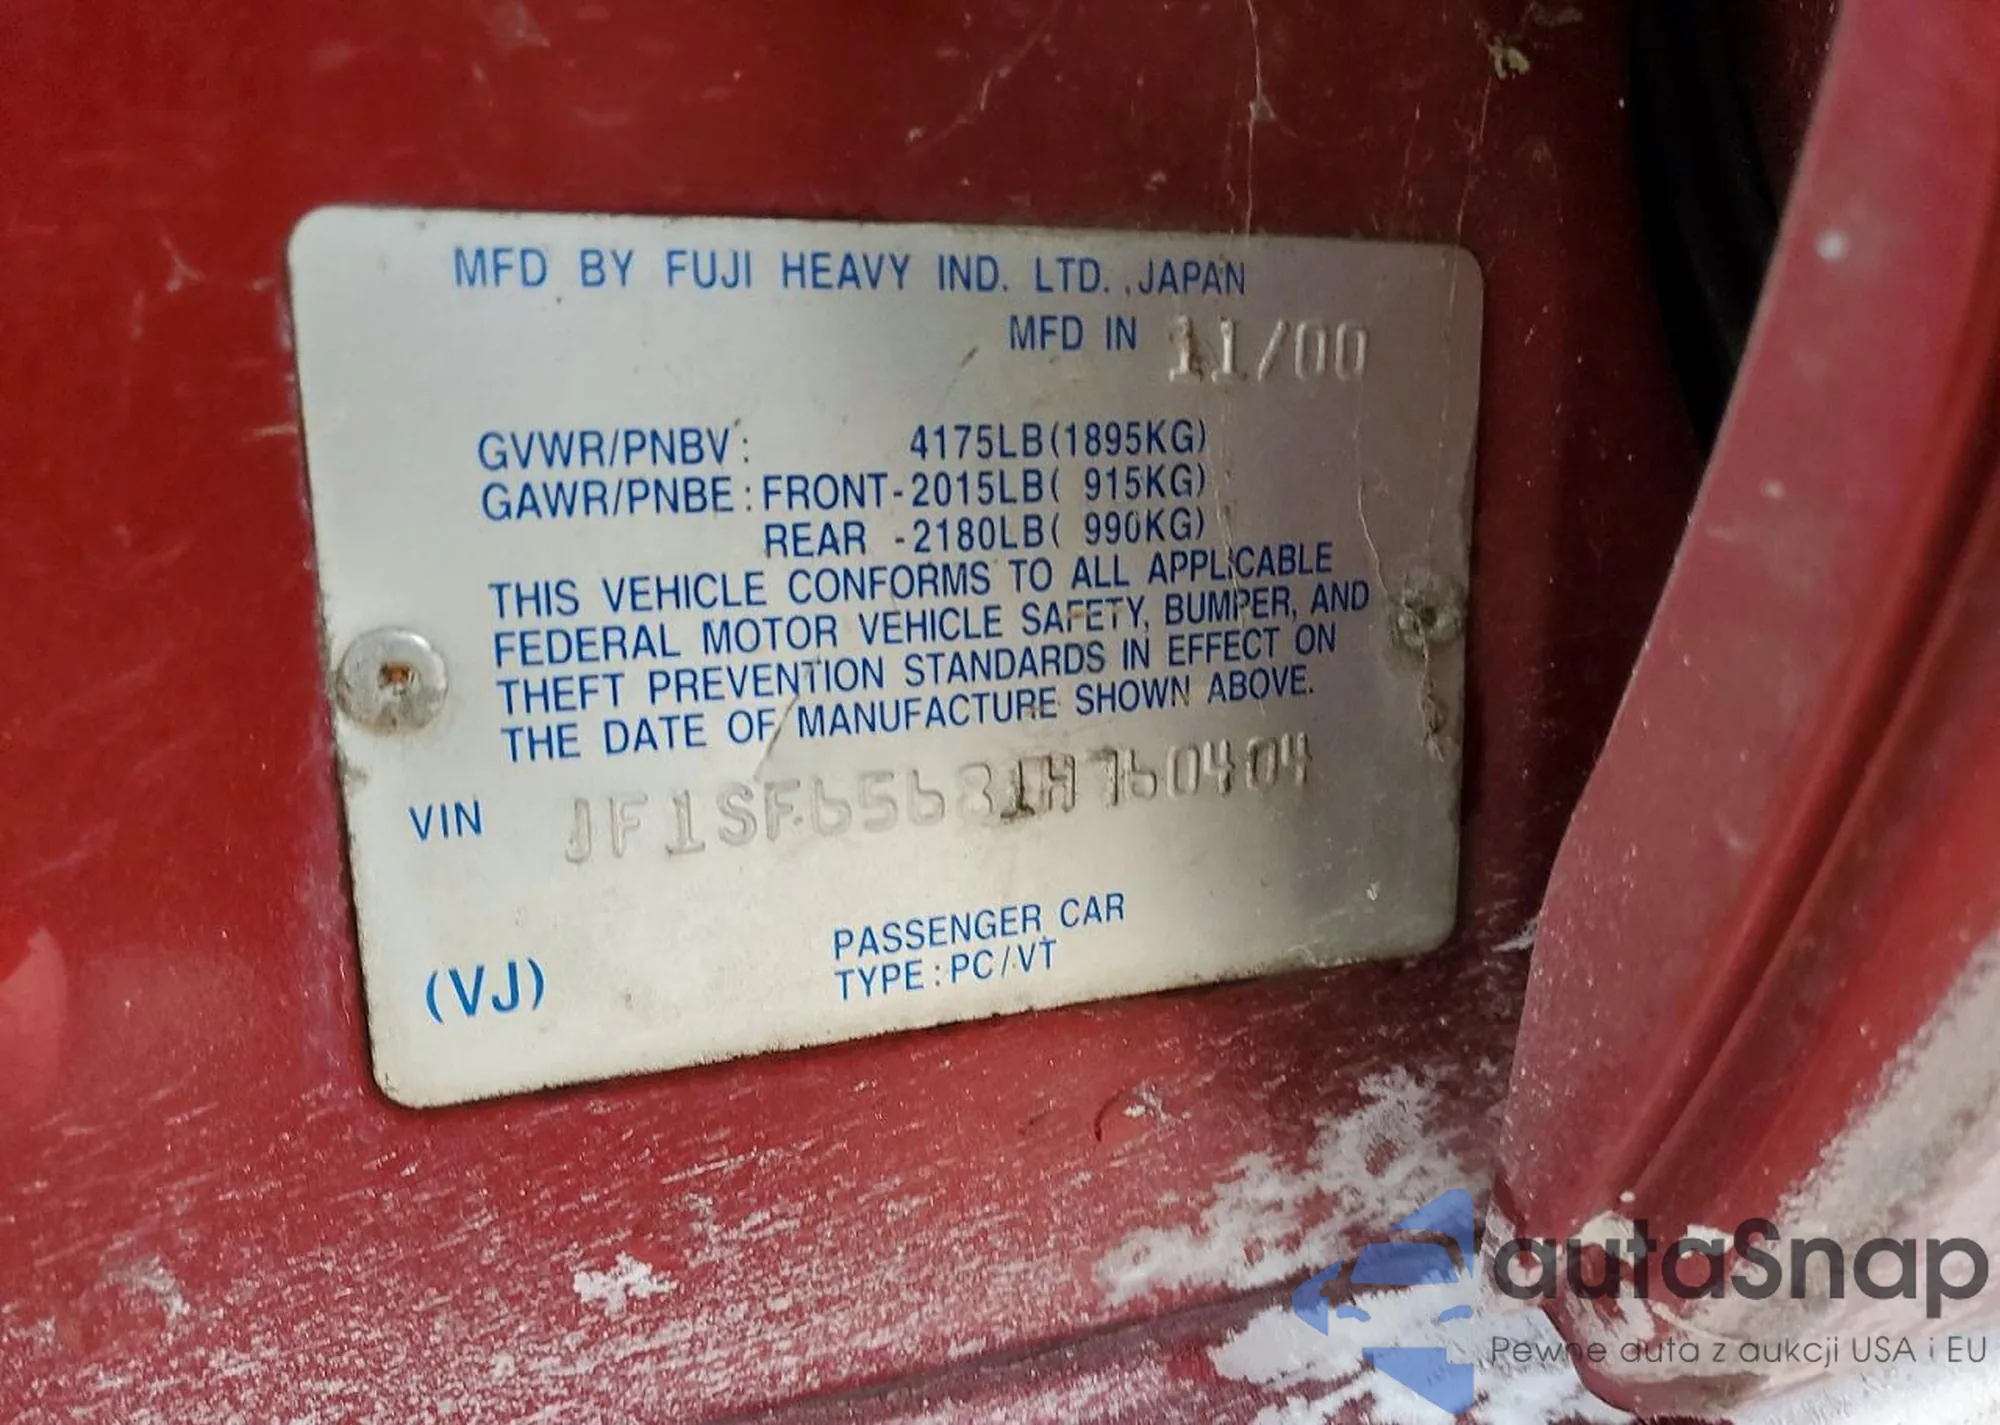 MFD BY FUJI HEAVY IND. LTD. ,JAPAN
MFD IN 11/00
GVWR/PNBV: 4175LB(1895KG)
GAWR/PNBE:FRONT-2015LB( 915KG)
REAR -2180LB( 990KG)
THIS VEHICLE CONFORMS TO ALL APPLICABLE
FEDERAL MOTOR VEHICLE SAFETY, BUMPER, AND
THEFT PREVENTION STANDARDS IN EFFECT ON
THE DATE OF MANUFACTURE SHOWN ABOVE.
VIN JF1SF65681H760404
PASSENGER CAR
(VJ) TYPE:PC/VT
autaSnap
Pewne auta z aukcji USA i EU